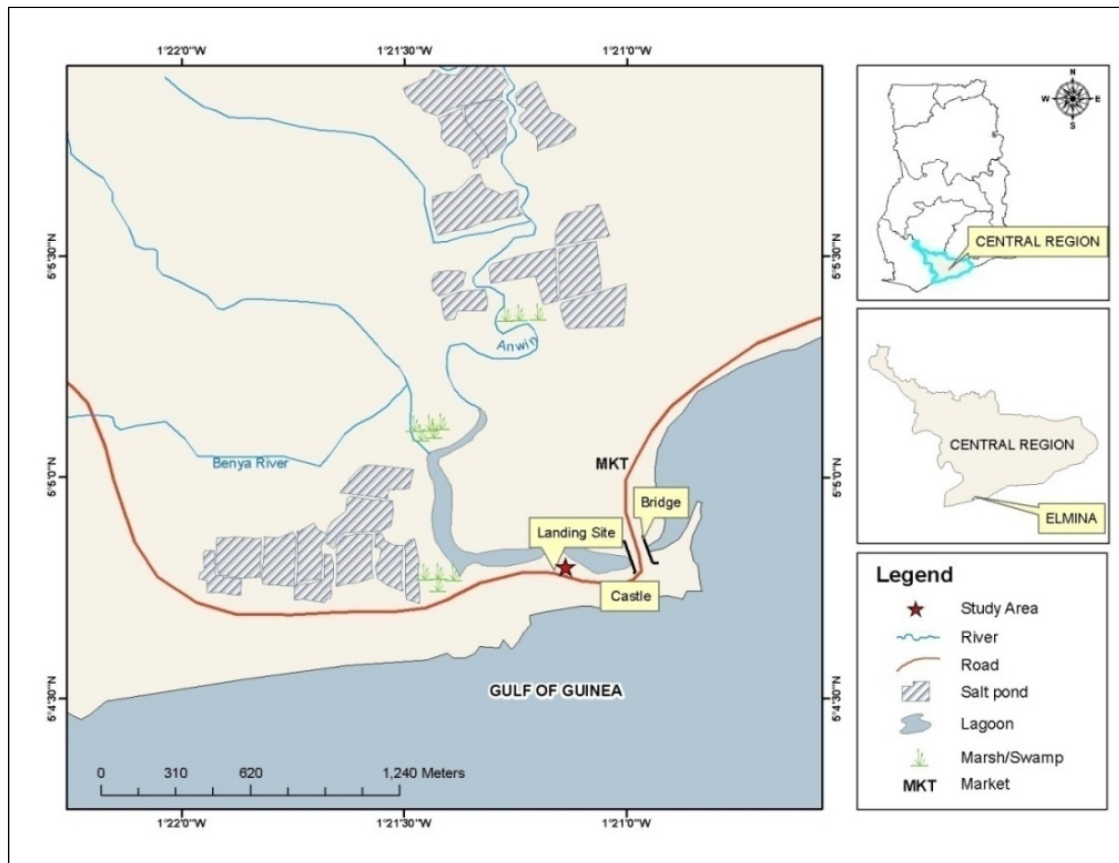 1°22'0"W
1°21'30"W
1°21'0"W
5°5'30"N
5°5'30"N
Anwin
Benya River
MKT
5°5'0"N
5°5'0"N
Bridge
Landing Site
Castle
GULF OF GUINEA
5°4'30"N
5°4'30"N
0 310 620 1,240 Meters
1°22'0"W
1°21'30"W
1°21'0"W
N
W E
S
CENTRAL REGION
CENTRAL REGION
ELMINA
Legend
Study Area
River
Road
Salt pond
Lagoon
Marsh/Swamp
MKT Market